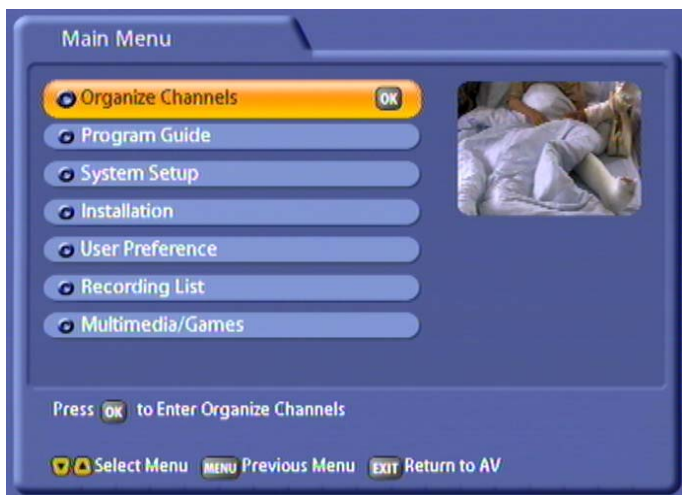 Main Menu
Organize Channels OK
Program Guide
System Setup
Installation
User Preference
Recording List
Multimedia/Games
Press OK to Enter Organize Channels
Select Menu MENU Previous Menu EXIT Return to AV